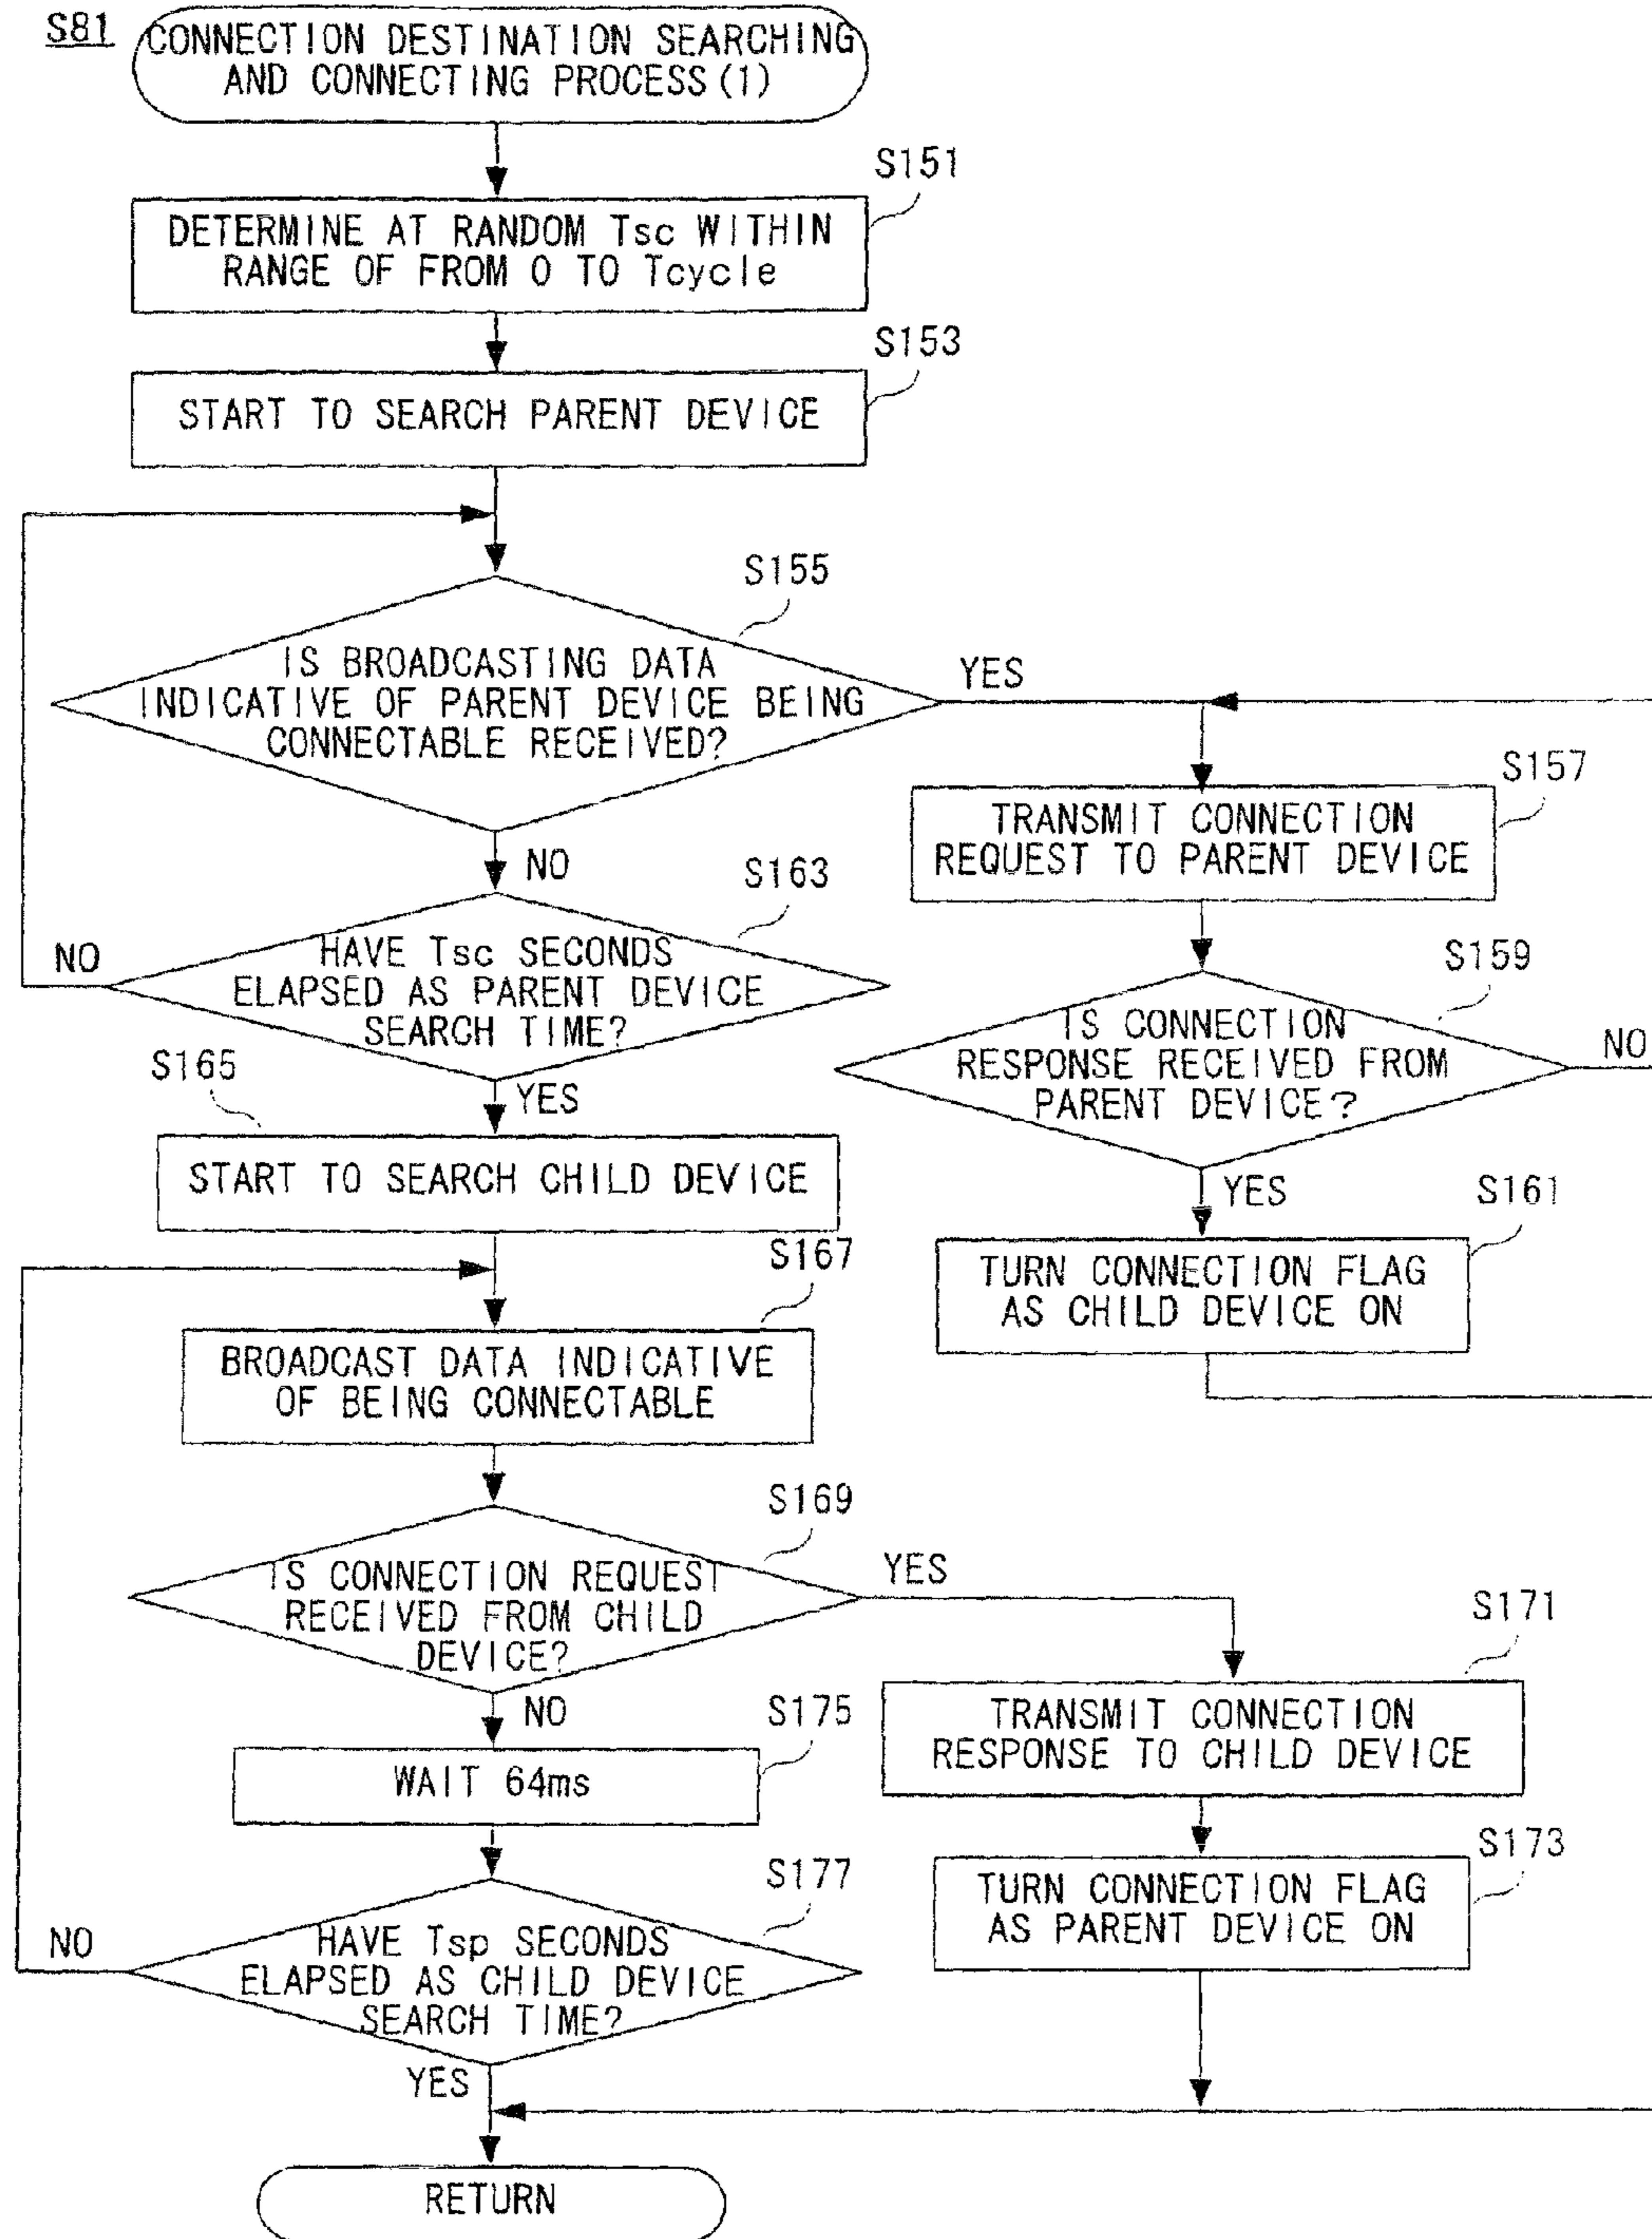 S81
CONNECTION DESTINATION SEARCHING
AND CONNECTING PROCESS(1)
S151
DETERMINE AT RANDOM Tsc WITHIN
RANGE OF FROM 0 TO Tcycle
S153
START TO SEARCH PARENT DEVICE
S155
IS BROADCASTING DATA
INDICATIVE OF PARENT DEVICE BEING
CONNECTABLE RECEIVED?
YES
S157
TRANSMIT CONNECTION
REQUEST TO PARENT DEVICE
NO
S163
HAVE Tsc SECONDS
ELAPSED AS PARENT DEVICE
SEARCH TIME?
NO
S159
IS CONNECTION
RESPONSE RECEIVED FROM
PARENT DEVICE?
NO
S165
YES
START TO SEARCH CHILD DEVICE
YES
S161
TURN CONNECTION FLAG
AS CHILD DEVICE ON
S167
BROADCAST DATA INDICATIVE
OF BEING CONNECTABLE
S169
IS CONNECTION REQUEST
RECEIVED FROM CHILD
DEVICE?
YES
S171
TRANSMIT CONNECTION
RESPONSE TO CHILD DEVICE
NO
S175
WAIT 64ms
S173
TURN CONNECTION FLAG
AS PARENT DEVICE ON
S177
HAVE Tsp SECONDS
ELAPSED AS CHILD DEVICE
SEARCH TIME?
NO
YES
RETURN